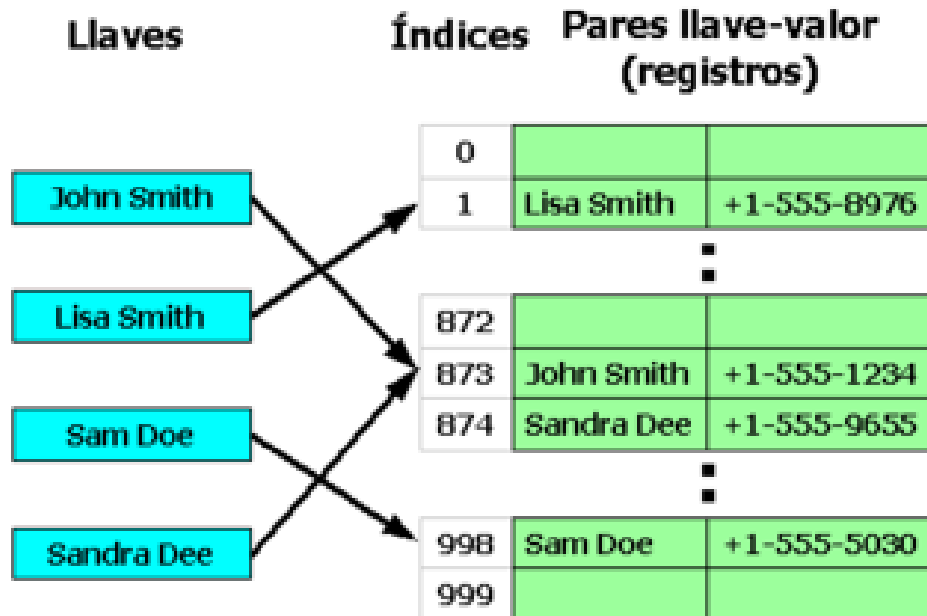 Llaves
Índices
Pares llave-valor
(registros)
John Smith
Lisa Smith
Sam Doe
Sandra Dee
0
1 Lisa Smith +1-555-8976
872
873 John Smith +1-555-1234
874 Sandra Dee +1-555-9655
998 Sam Doe +1-555-5030
999